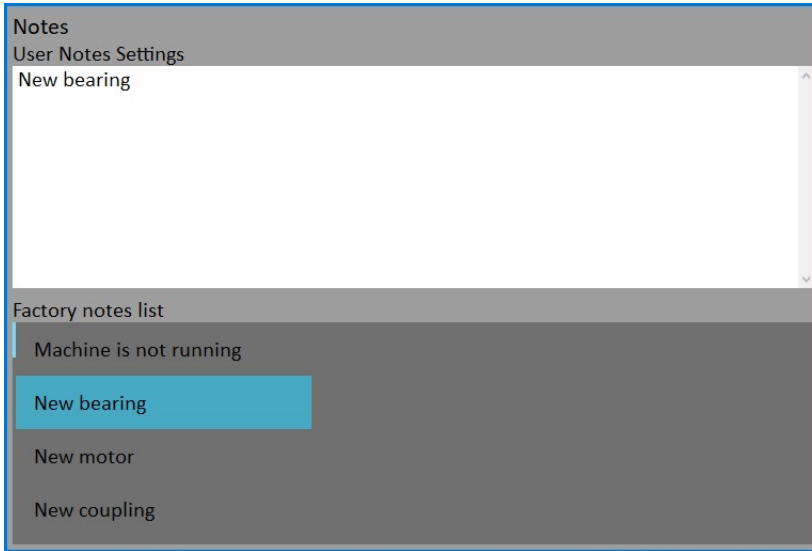 Notes
User Notes Settings
New bearing
Factory notes list
Machine is not running
New bearing
New motor
New coupling